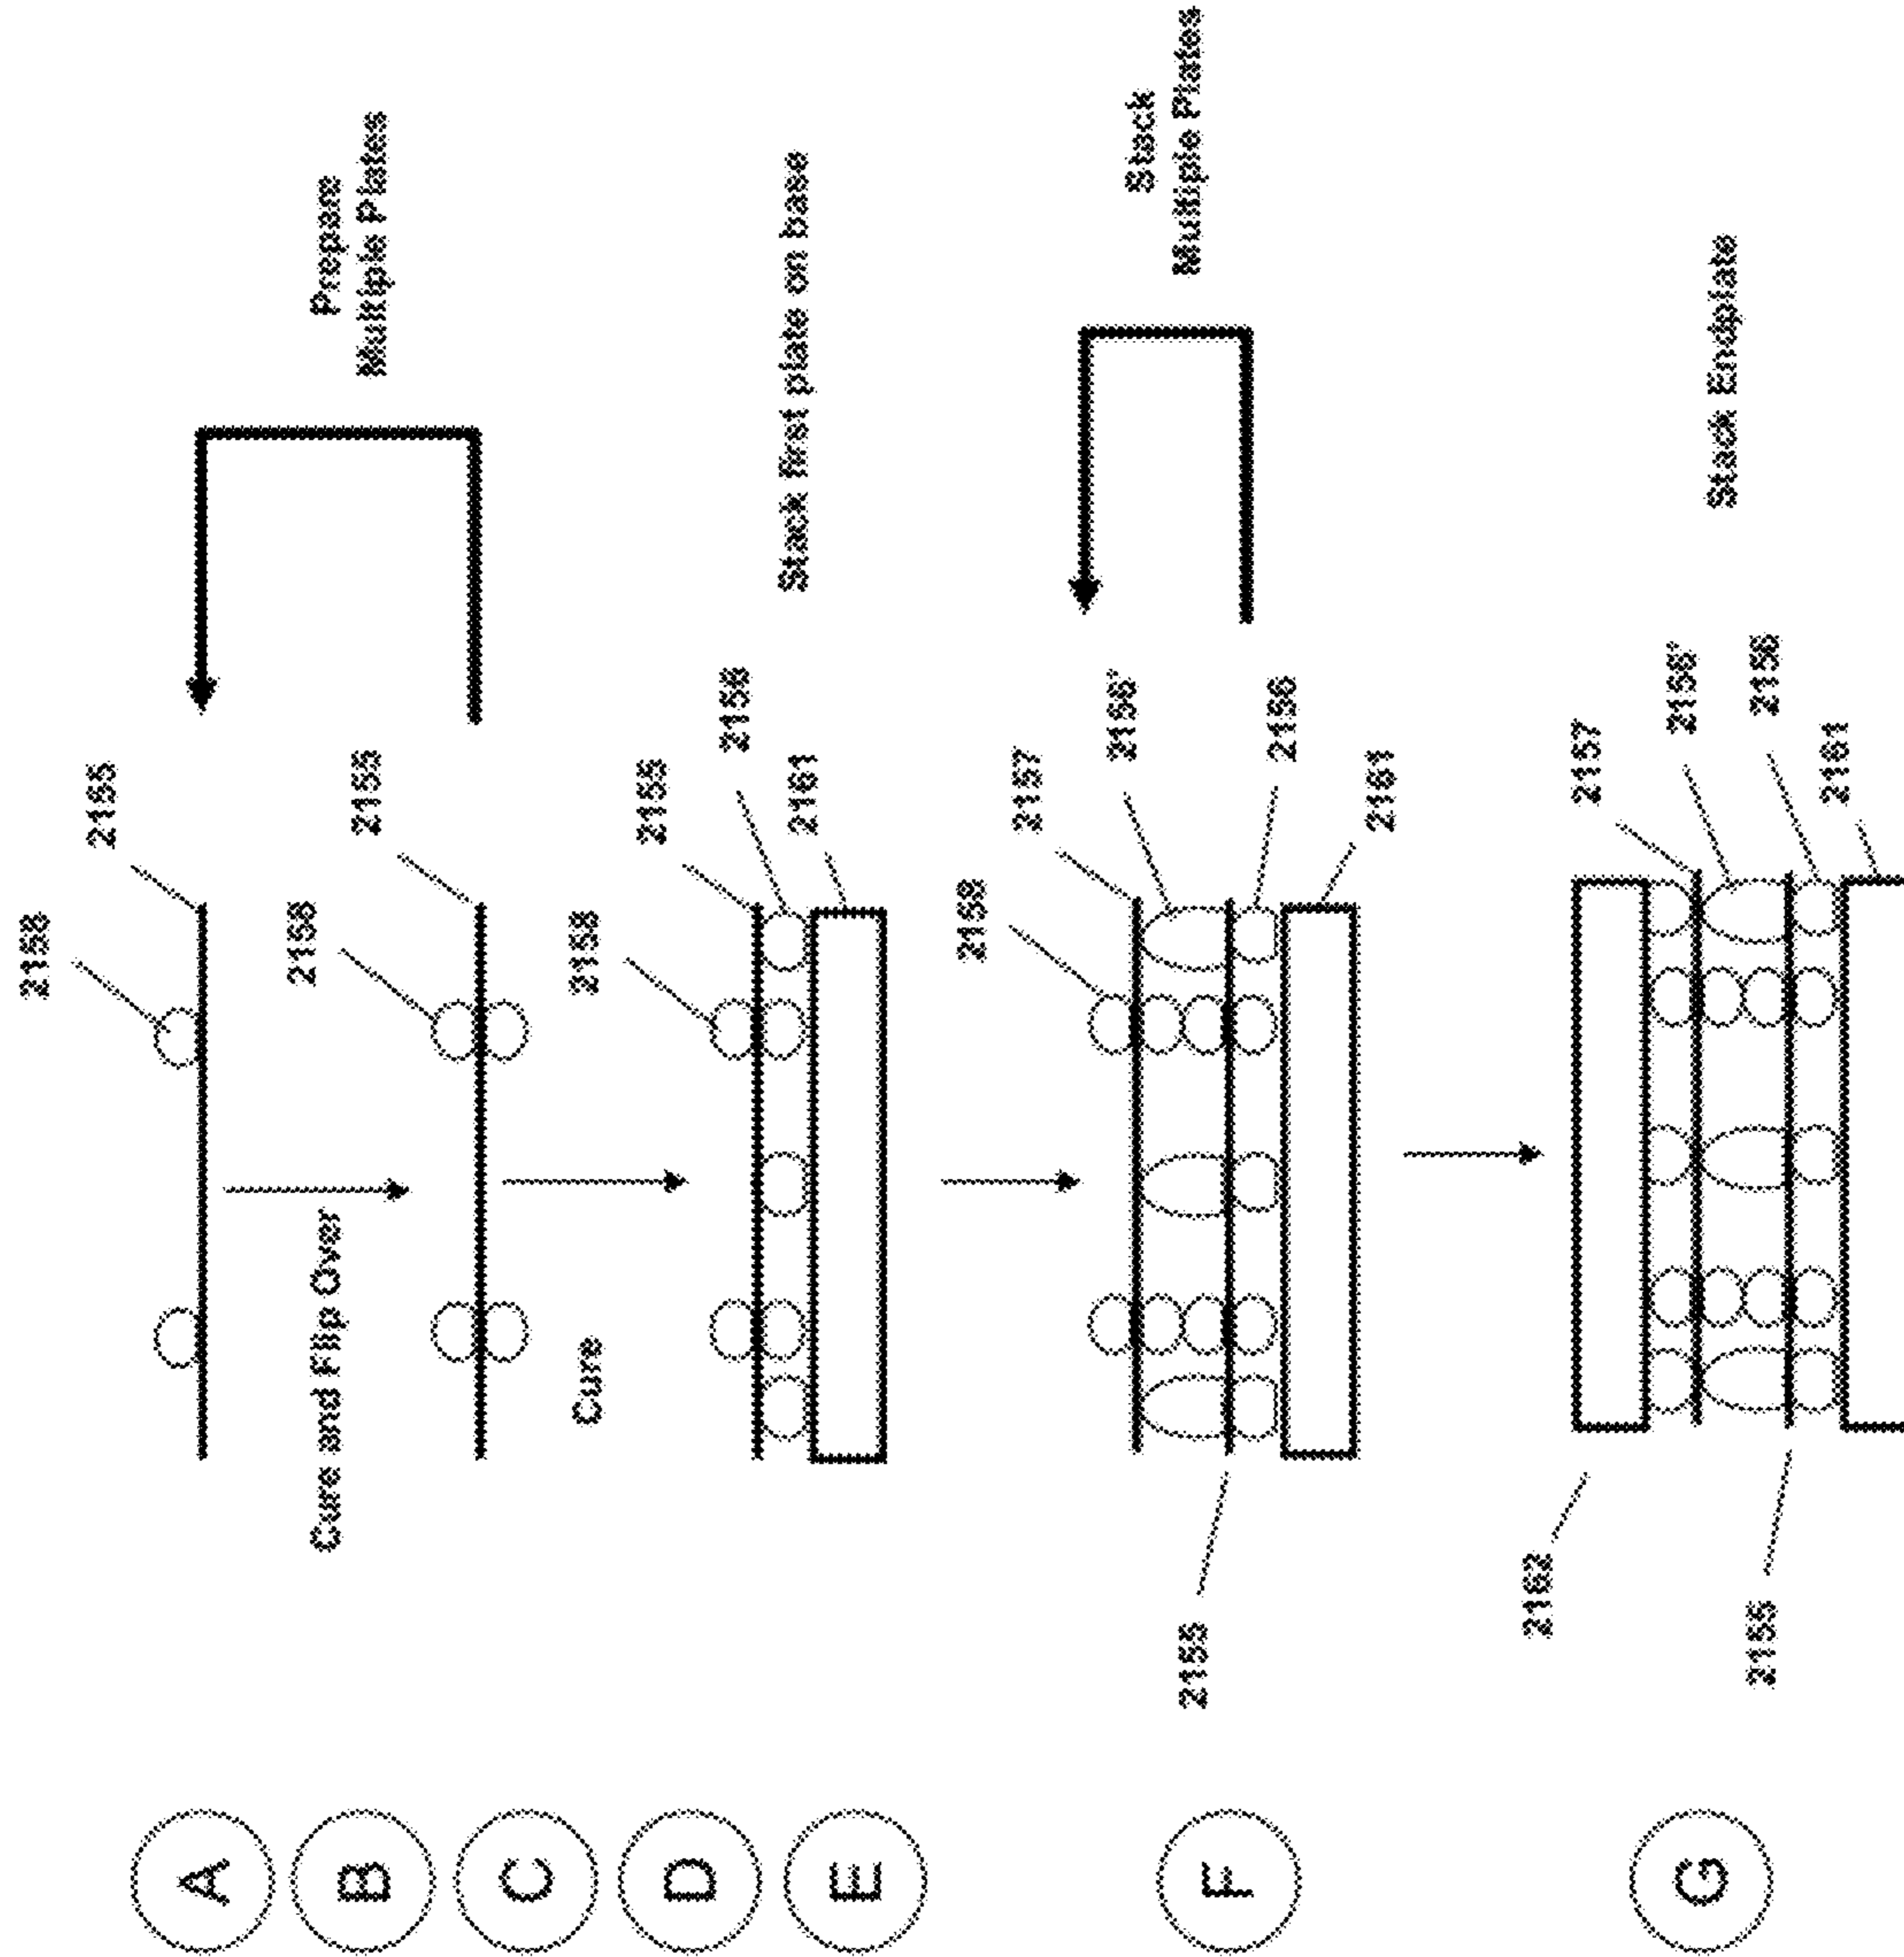 A
2158
2155
Prepare
Multiple Plates
B
Cure and Flip Over
C
2158
2155
D
Cure
E
2158
2155
2156
2161
Stack first plate on base
F
2155
2158
2157
2156'
2156
2161
Stack
Multiple Plates
G
2162
2155
2157
2156'
2156
2161
Stack Endplate